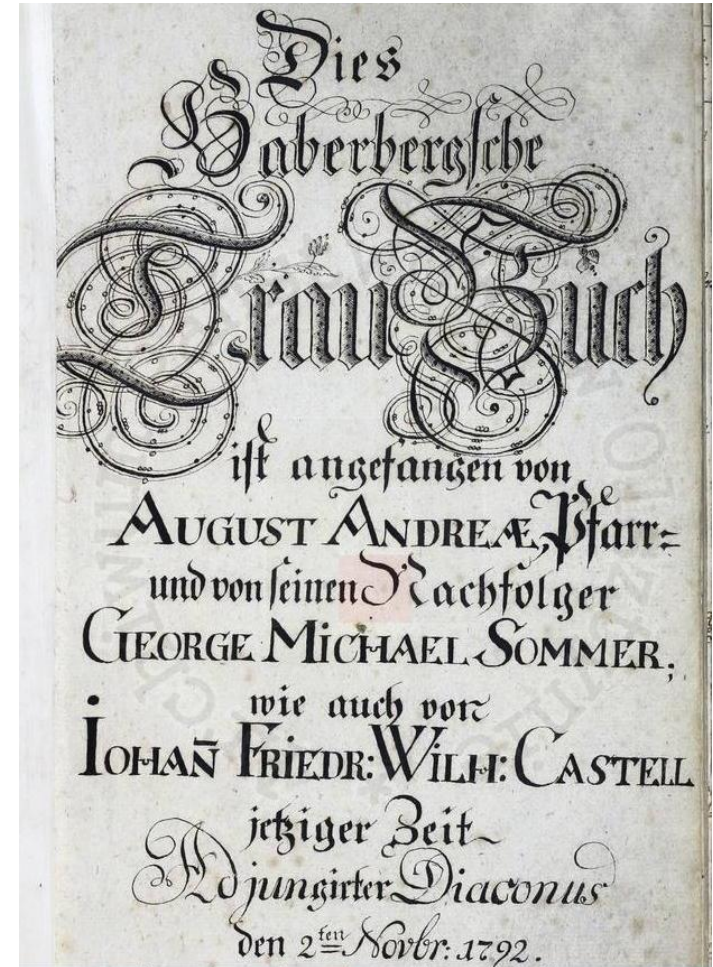 Dies
Haberbergsche
Trau Buch
ist angefangen von
AUGUST ANDREÆ, Pfarr=
und von seinen Nachfolger
GEORGE MICHAEL SOMMER;
wie auch von
IOHAN̄ FRIEDR: WILH: CASTELL
jetziger Zeit
Adjungirter Diaconus
den 2ten Novbr: 1792.